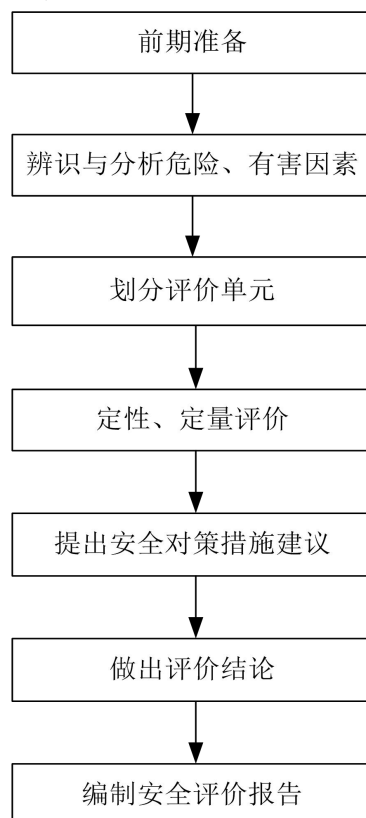 前期准备
辨识与分析危险、有害因素
划分评价单元
定性、定量评价
提出安全对策措施建议
做出评价结论
编制安全评价报告